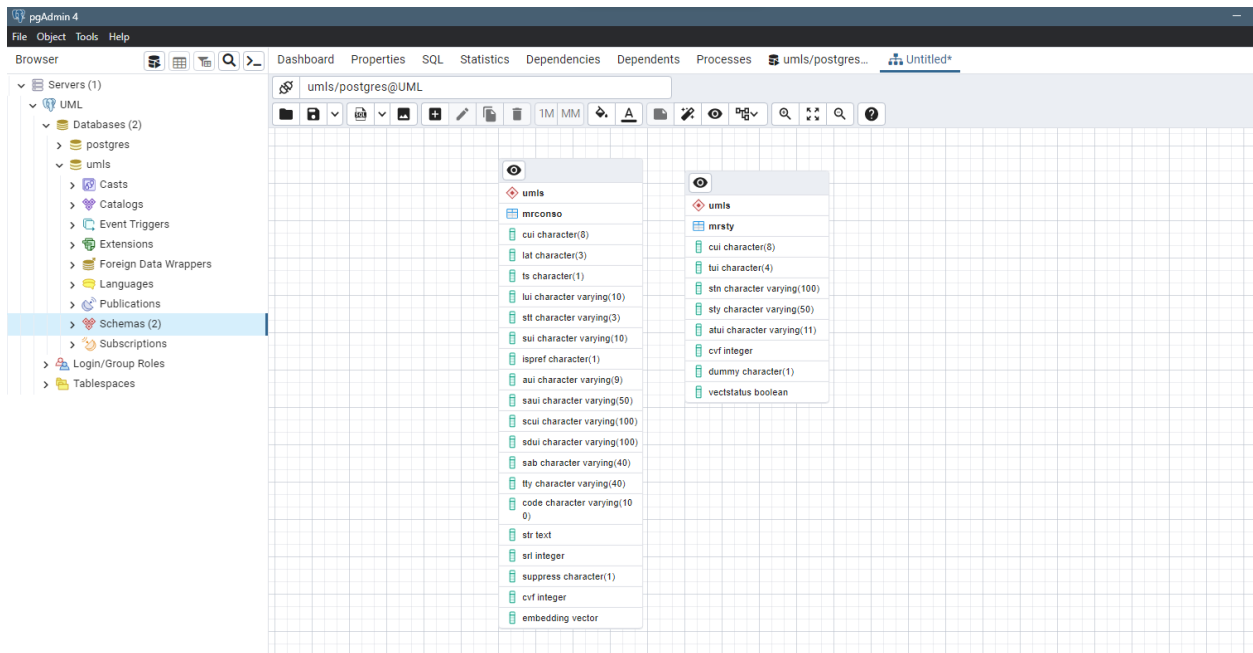 pgAdmin 4
File Object Tools Help
Browser
Dashboard Properties SQL Statistics Dependencies Dependents Processes umls/postgres... Untitled*
Servers (1)
UML
Databases (2)
postgres
umls
Casts
Catalogs
Event Triggers
Extensions
Foreign Data Wrappers
Languages
Publications
Schemas (2)
Subscriptions
Login/Group Roles
Tablespaces
umls/postgres@UML
1M MM
umls
mrconso
cui character(8)
lat character(3)
ts character(1)
lui character varying(10)
stt character varying(3)
sui character varying(10)
ispref character(1)
aui character varying(9)
saui character varying(50)
scui character varying(100)
sdui character varying(100)
sab character varying(40)
tty character varying(40)
code character varying(10
0)
str text
srl integer
suppress character(1)
cvf integer
embedding vector
umls
mrsty
cui character(8)
tui character(4)
stn character varying(100)
sty character varying(50)
atui character varying(11)
cvf integer
dummy character(1)
vectstatus boolean